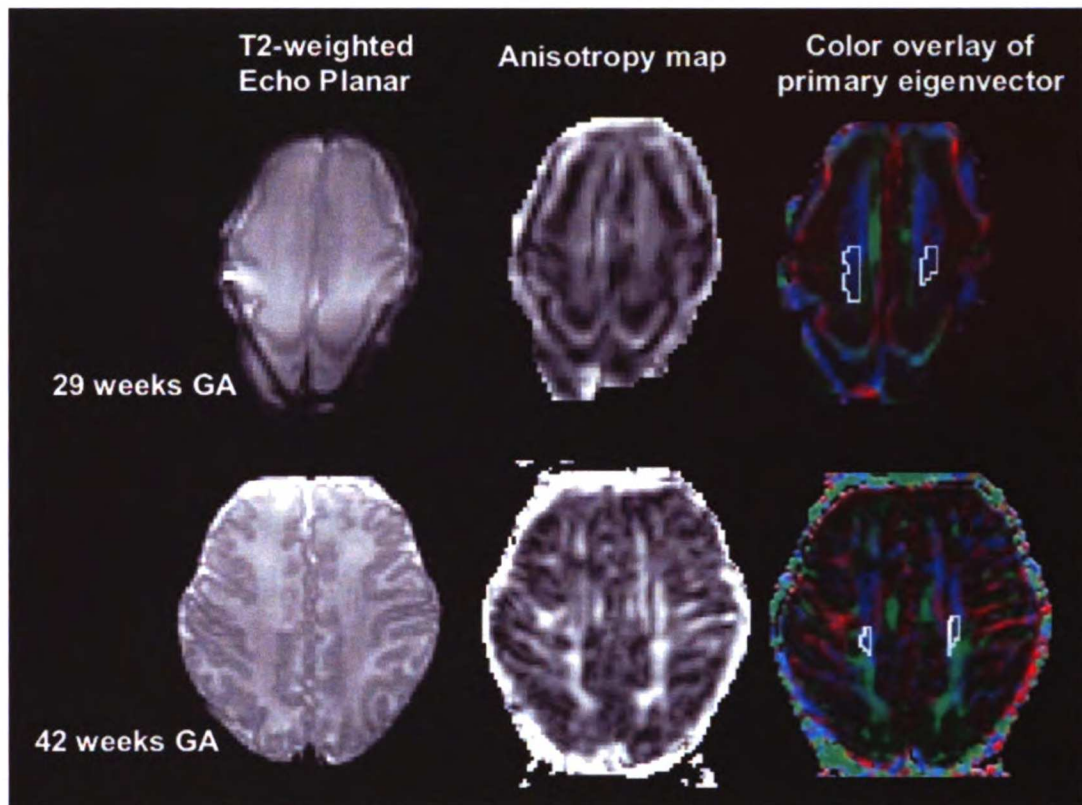 T2-weighted
Echo Planar
Anisotropy map
Color overlay of
primary eigenvector
29 weeks GA
42 weeks GA